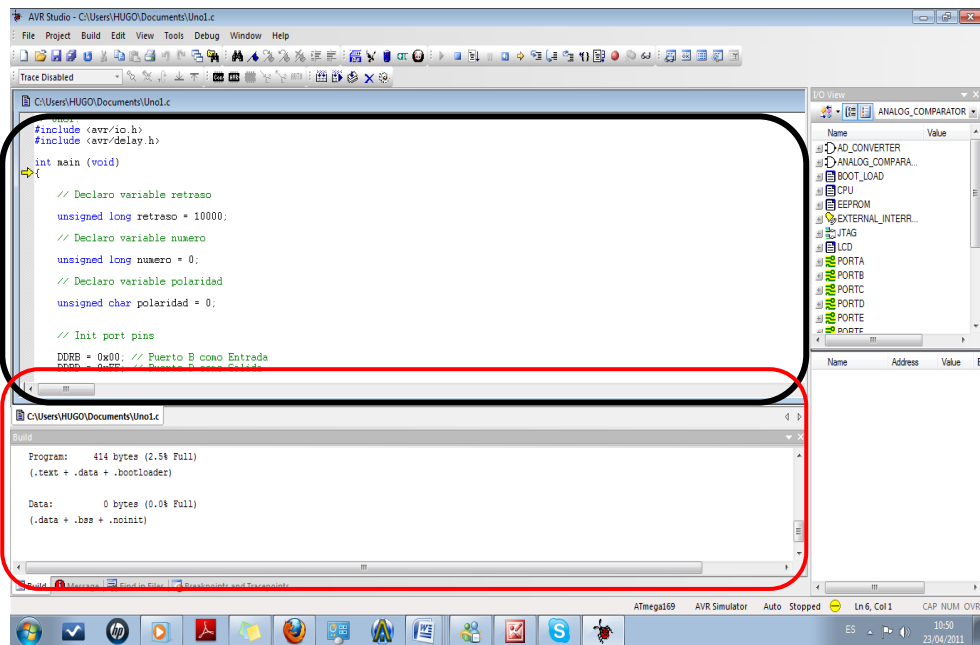 AVR Studio - C:\Users\HUGO\Documents\Uno1.c
File Project Build Edit View Tools Debug Window Help
Trace Disabled
C:\Users\HUGO\Documents\Uno1.c
#include <avr/io.h>
#include <avr/delay.h>
int main (void)
{
// Declaro variable retraso
unsigned long retraso = 10000;
// Declaro variable numero
unsigned long numero = 0;
// Declaro variable polaridad
unsigned char polaridad = 0;
// Init port pins
DDRB = 0x00; // Puerto B como Entrada
C:\Users\HUGO\Documents\Uno1.c
Build
Program: 414 bytes (2.5% Full)
(.text + .data + .bootloader)
Data: 0 bytes (0.0% Full)
(.data + .bss + .noinit)
Build Message Find in Files Breakpoints and Tracepoints
I/O View
ANALOG_COMPARATOR
Name Value
AD_CONVERTER
ANALOG_COMPARA...
BOOT_LOAD
CPU
EEPROM
EXTERNAL_INTERR...
JTAG
LCD
PORTA
PORTB
PORTC
PORTD
PORTE
PORTF
Name Address Value
ATmega169 AVR Simulator Auto Stopped Ln 6, Col 1 CAP NUM OVR
ES 10:50
23/04/2011